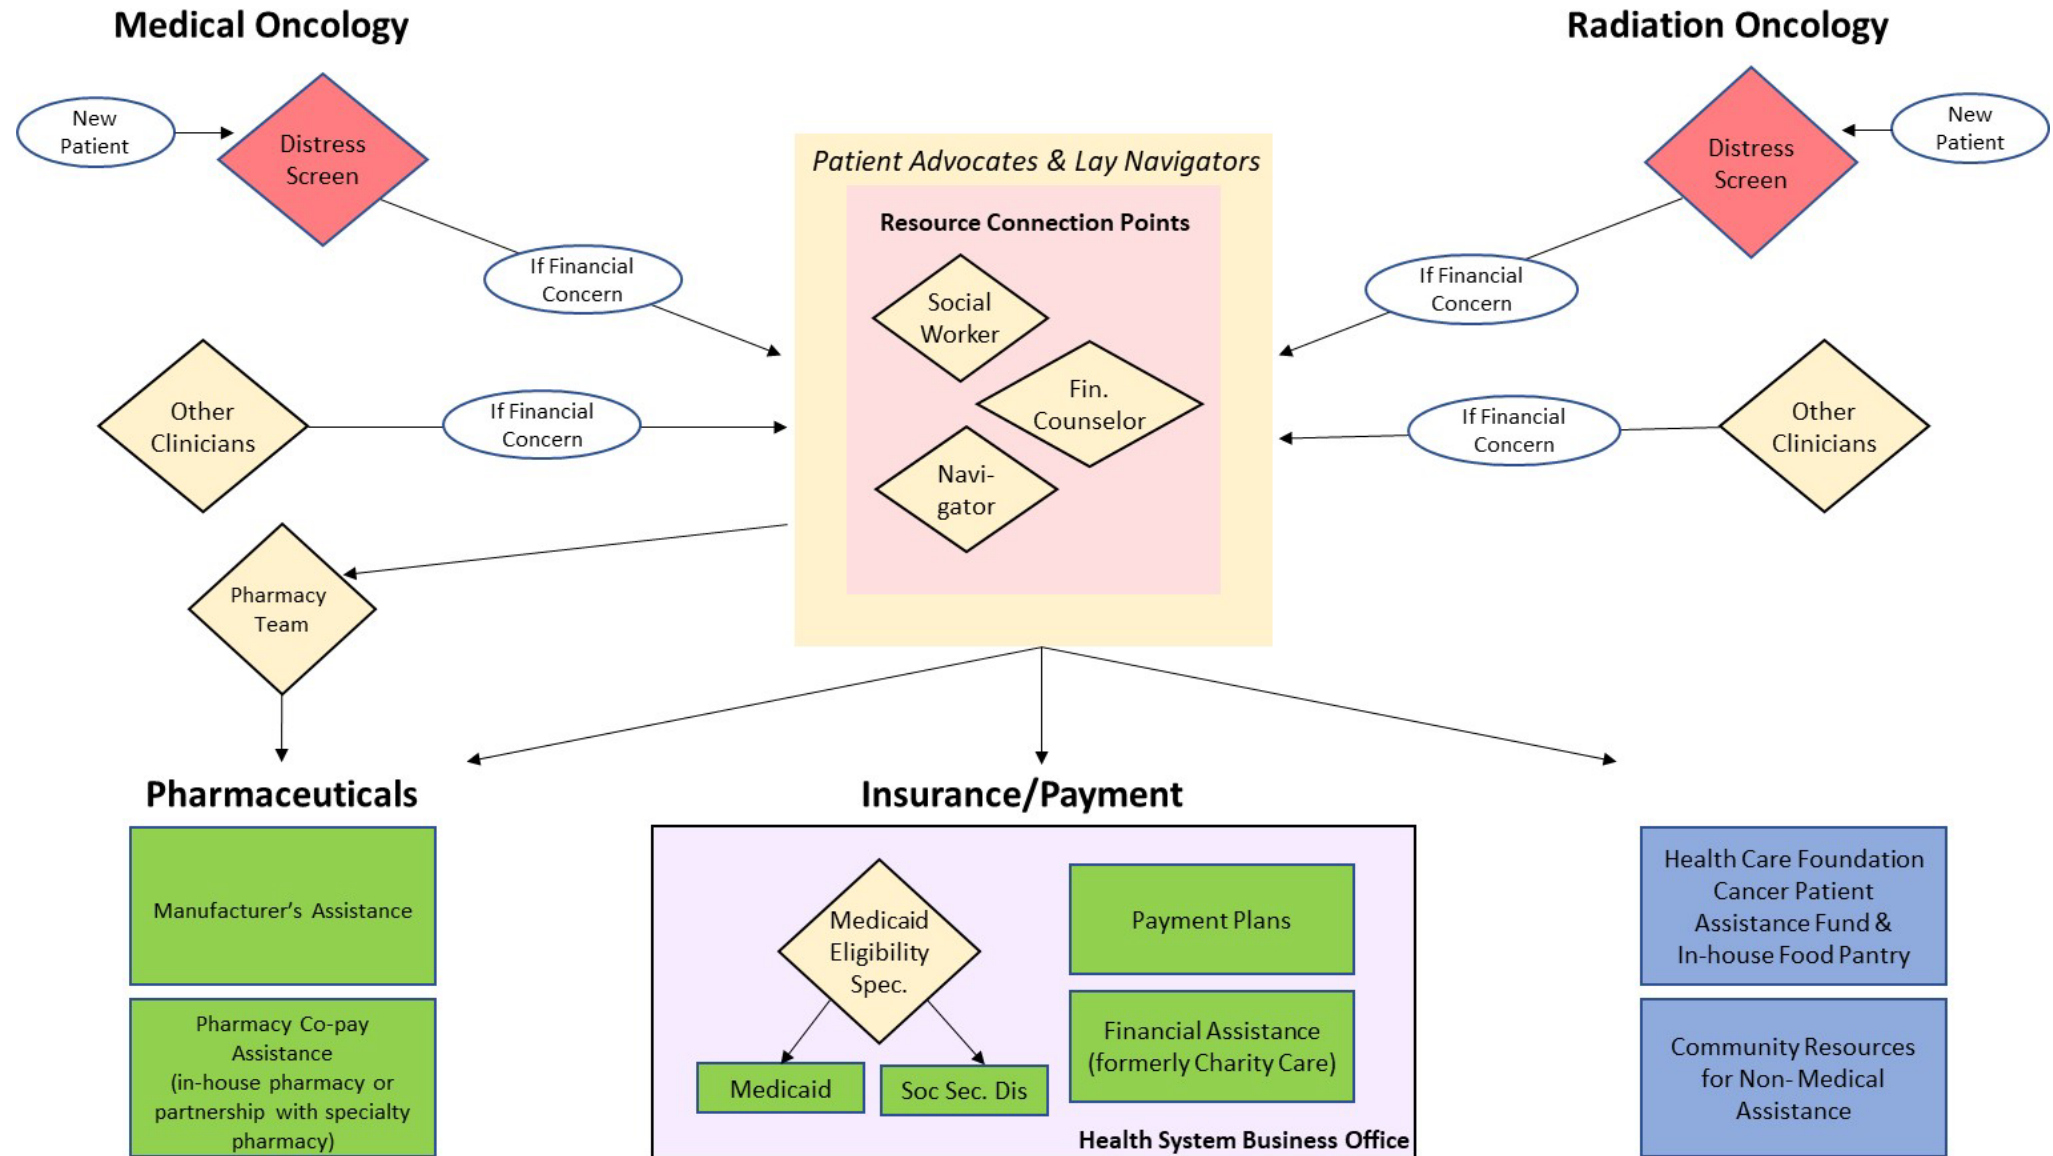 Medical Oncology
Radiation Oncology
New
Patient
Distress
Screen
If Financial
Concern
Other
Clinicians
If Financial
Concern
Pharmacy
Team
Patient Advocates & Lay Navigators
Resource Connection Points
Social
Worker
Fin.
Counselor
Navi-
gator
New
Patient
Distress
Screen
If Financial
Concern
If Financial
Concern
Other
Clinicians
Pharmaceuticals
Manufacturer's Assistance
Pharmacy Co-pay
Assistance
(in-house pharmacy or
partnership with specialty
pharmacy)
Insurance/Payment
Medicaid
Eligibility
Spec.
Medicaid
Soc Sec. Dis
Payment Plans
Financial Assistance
(formerly Charity Care)
Health System Business Office
Health Care Foundation
Cancer Patient
Assistance Fund &
In-house Food Pantry
Community Resources
for Non- Medical
Assistance